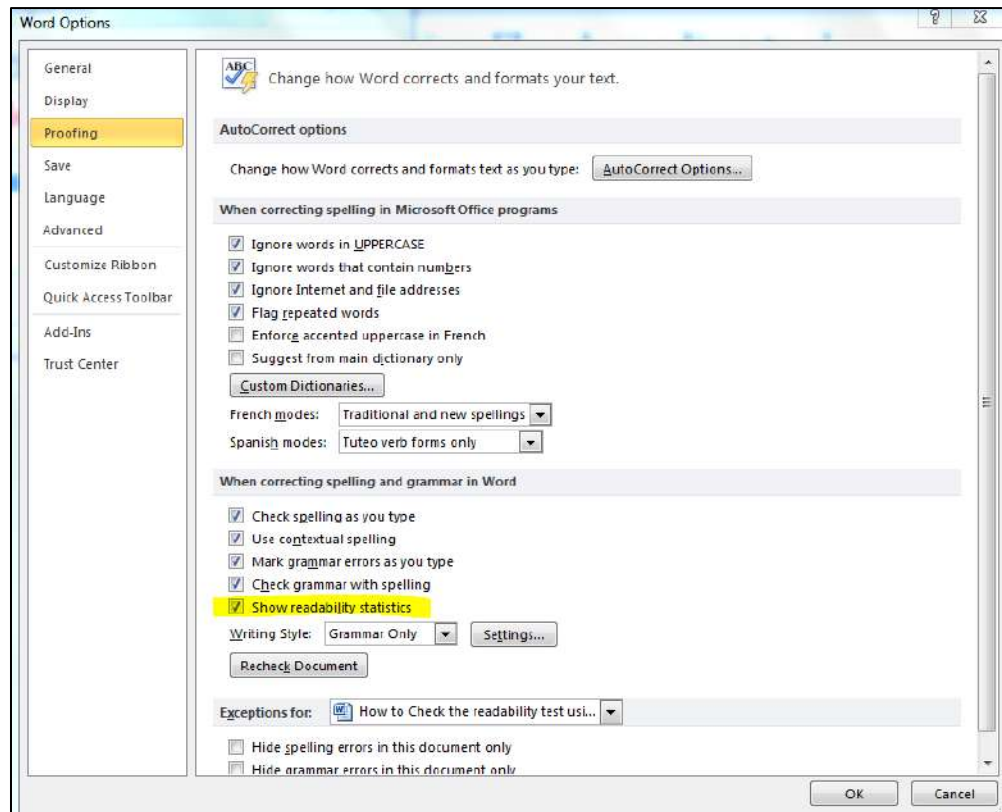 Word Options
General
Display
Proofing
Save
Language
Advanced
Customize Ribbon
Quick Access Toolbar
Add-Ins
Trust Center
ABC
Change how Word corrects and formats your text.
AutoCorrect options
Change how Word corrects and formats text as you type: AutoCorrect Options...
When correcting spelling in Microsoft Office programs
Ignore words in UPPERCASE
Ignore words that contain numbers
Ignore Internet and file addresses
Flag repeated words
Enforce accented uppercase in French
Suggest from main dictionary only
Custom Dictionaries...
French modes: Traditional and new spellings
Spanish modes: Tuteo verb forms only
When correcting spelling and grammar in Word
Check spelling as you type
Use contextual spelling
Mark grammar errors as you type
Check grammar with spelling
Show readability statistics
Writing Style: Grammar Only Settings...
Recheck Document
Exceptions for: How to Check the readability test usi...
Hide spelling errors in this document only
Hide grammar errors in this document only
OK Cancel